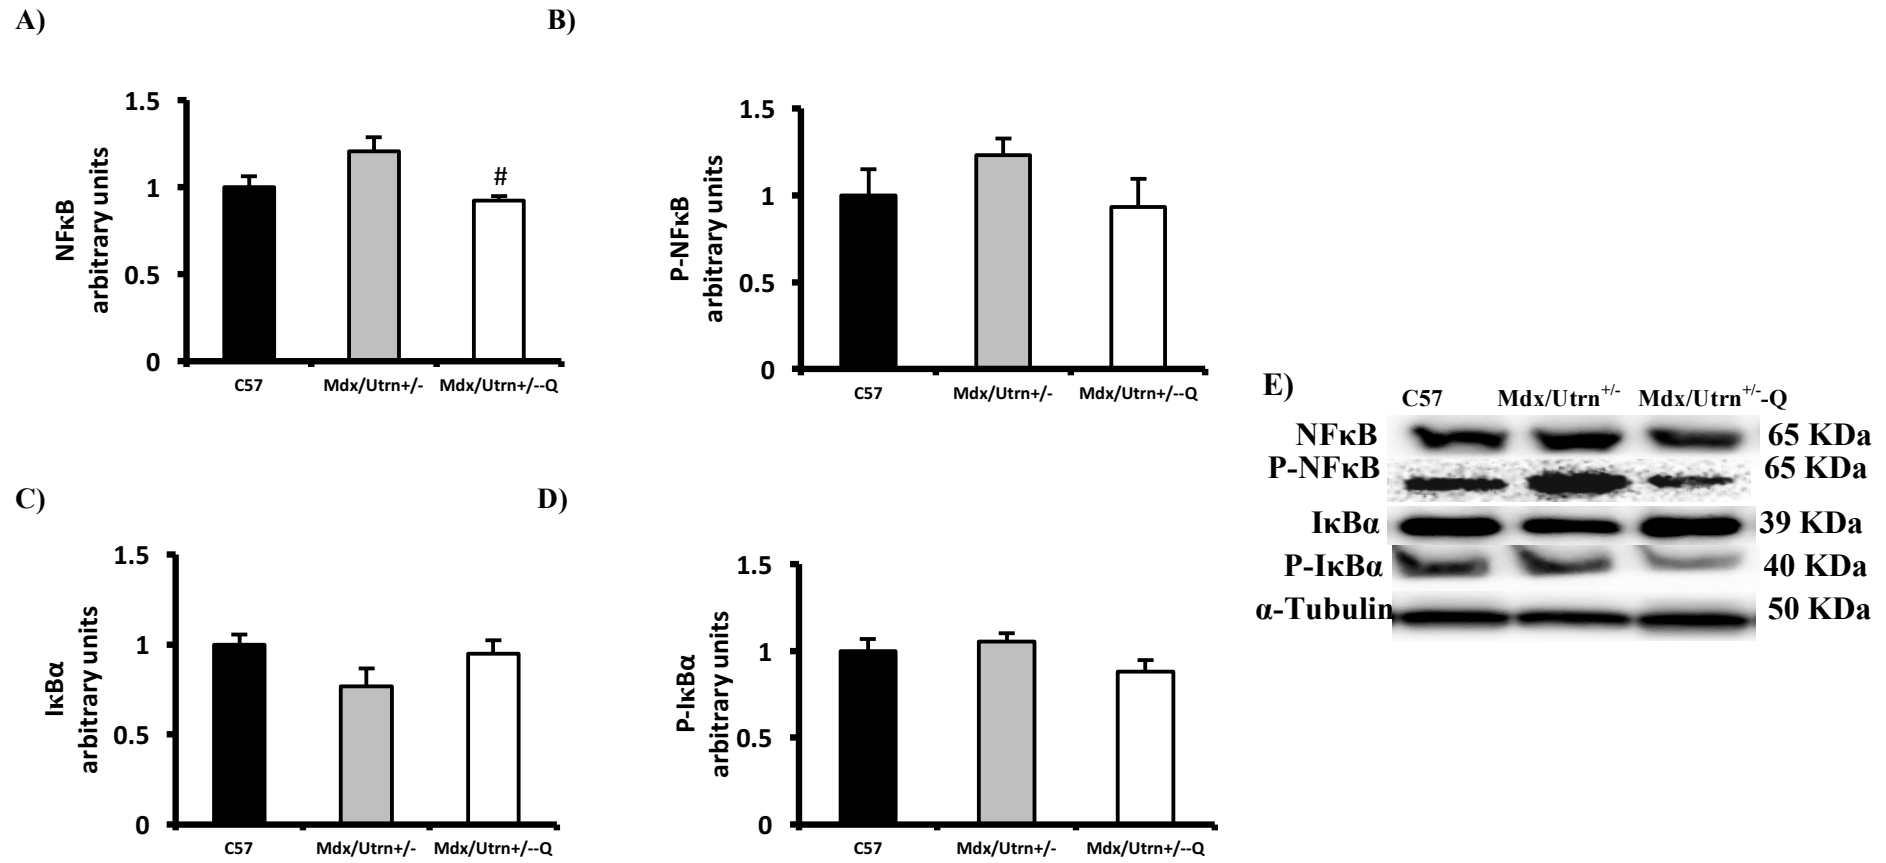 A)
NFκB
arbitrary units
1.5
1
0.5
0
#
C57
Mdx/Utrn+/-
Mdx/Utrn+/--Q
B)
P-NFκB
arbitrary units
1.5
1
0.5
0
C57
Mdx/Utrn+/-
Mdx/Utrn+/--Q
C)
IκBα
arbitrary units
1.5
1
0.5
0
C57
Mdx/Utrn+/-
Mdx/Utrn+/--Q
D)
P-IκBα
arbitrary units
1.5
1
0.5
0
C57
Mdx/Utrn+/-
Mdx/Utrn+/--Q
E)
C57 Mdx/Utrn+/- Mdx/Utrn+/--Q
NFκB 65 KDa
P-NFκB 65 KDa
IκBα 39 KDa
P-IκBα 40 KDa
α-Tubulin 50 KDa